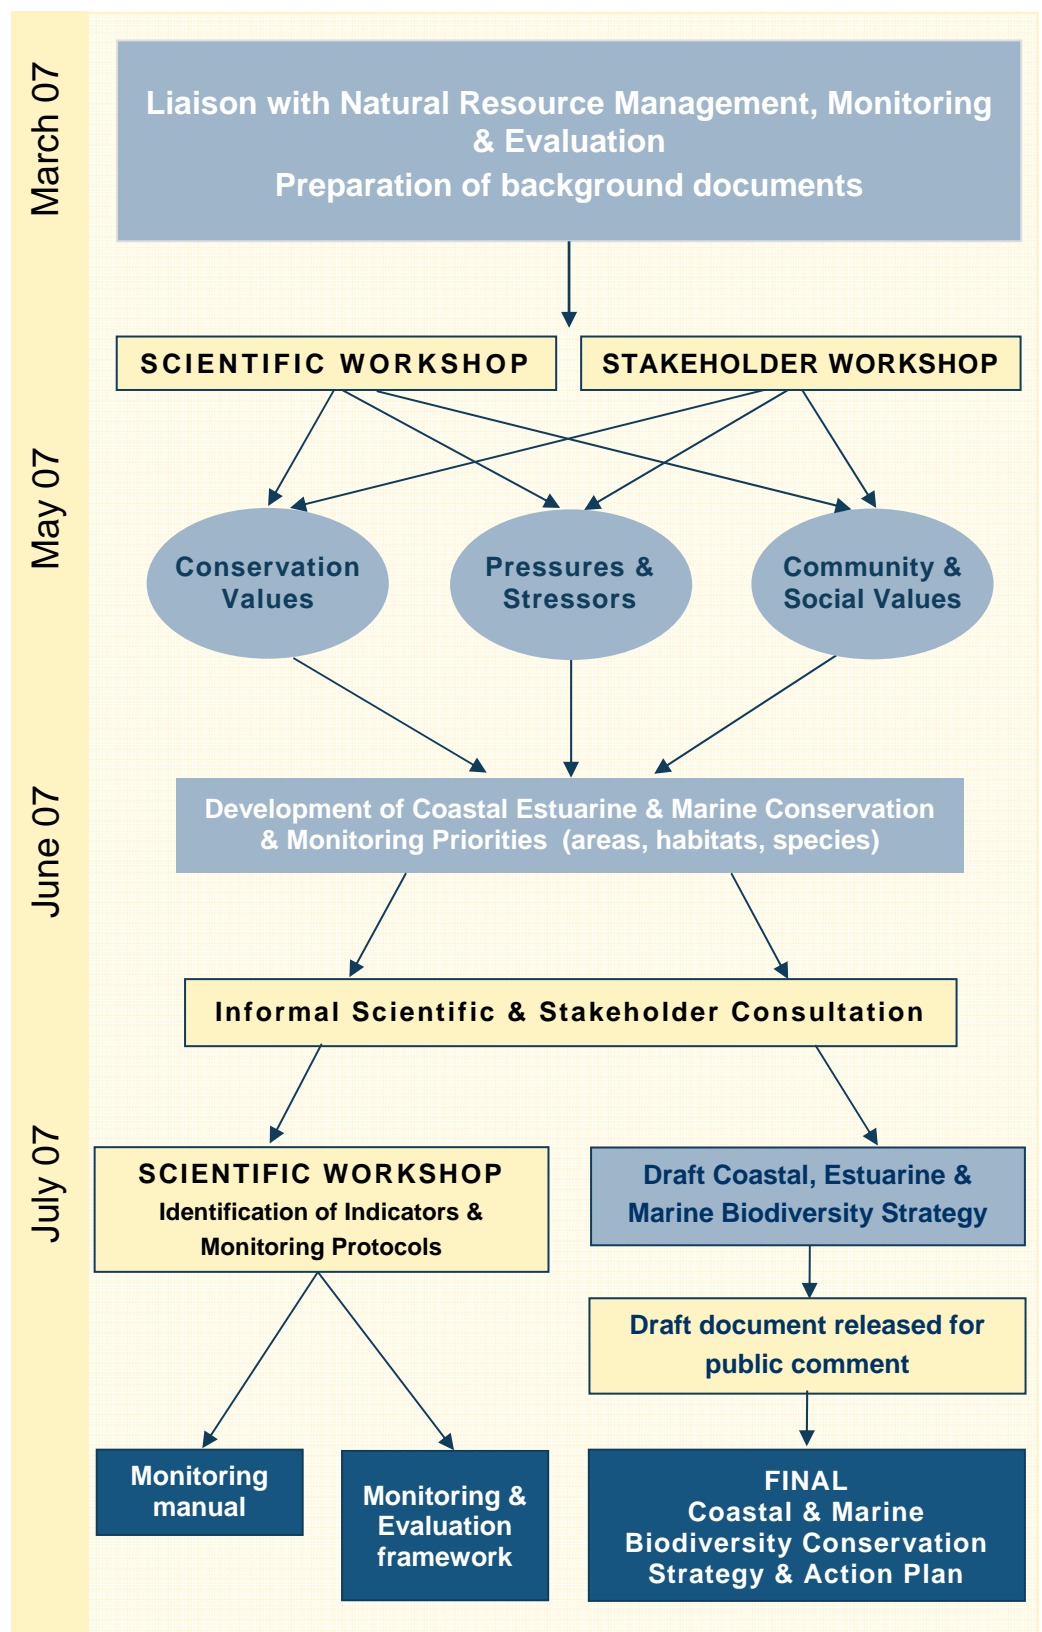 March 07
Liaison with Natural Resource Management, Monitoring
& Evaluation
Preparation of background documents
SCIENTIFIC WORKSHOP
STAKEHOLDER WORKSHOP
May 07
Conservation
Values
Pressures &
Stressors
Community &
Social Values
June 07
Development of Coastal Estuarine & Marine Conservation
& Monitoring Priorities (areas, habitats, species)
Informal Scientific & Stakeholder Consultation
July 07
SCIENTIFIC WORKSHOP
Identification of Indicators &
Monitoring Protocols
Draft Coastal, Estuarine &
Marine Biodiversity Strategy
Draft document released for
public comment
Monitoring
manual
Monitoring &
Evaluation
framework
FINAL
Coastal & Marine
Biodiversity Conservation
Strategy & Action Plan